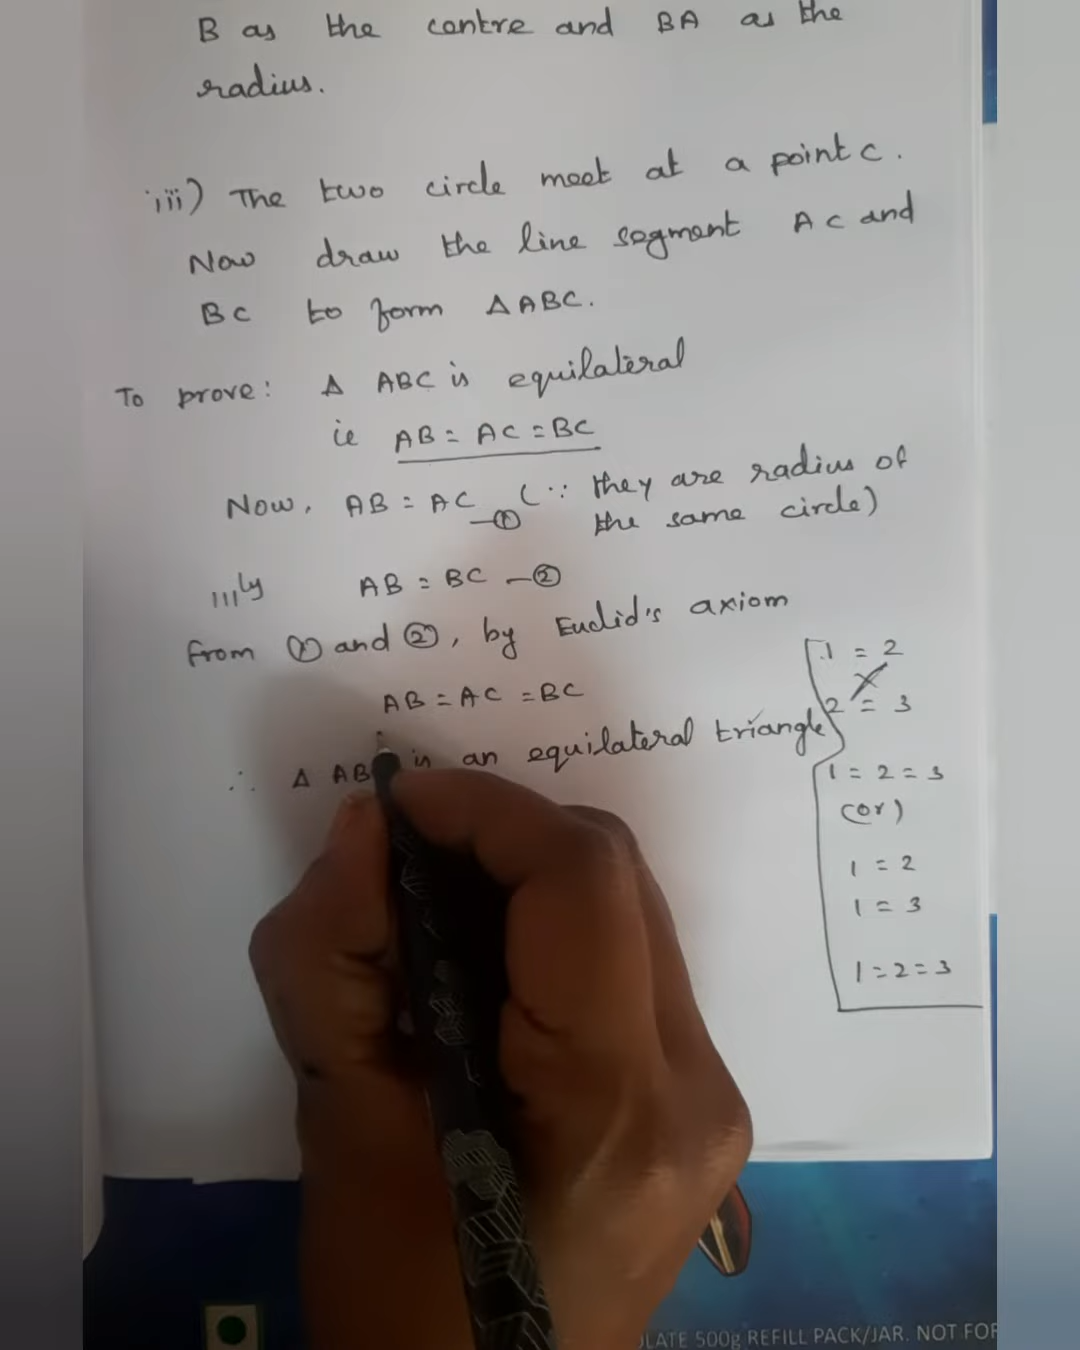 B as the centre and BA as the
radius.
iii) The two circle meet at a point C.
Now draw the line segment AC and
BC to form ΔABC.
To prove: Δ ABC is equilateral
ie AB = AC = BC
Now, AB = AC —① (∵ they are radius of
the same circle)
|||ly AB = BC —②
from ① and ②, by Euclid's axiom
AB = AC = BC
∴ Δ AB is an equilateral triangle
1 = 2
2 = 3
1 = 2 = 3
(or)
1 = 2
1 = 3
1 = 2 = 3
LATE 500g REFILL PACK/JAR. NOT FOR